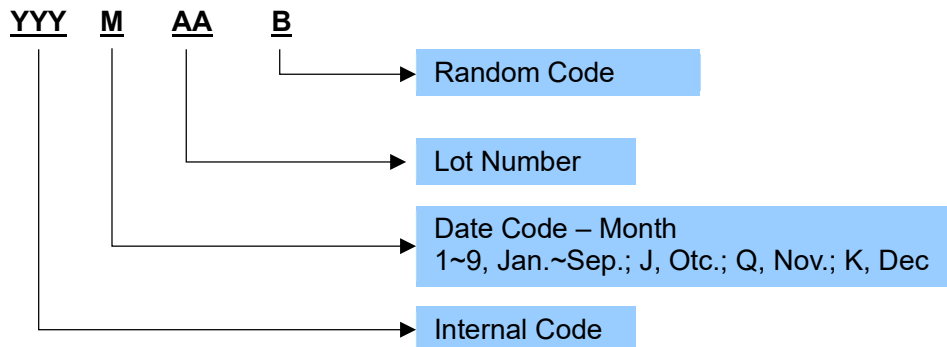 YYY M AA B
Random Code
Lot Number
Date Code – Month
1~9, Jan.~Sep.; J, Otc.; Q, Nov.; K, Dec
Internal Code